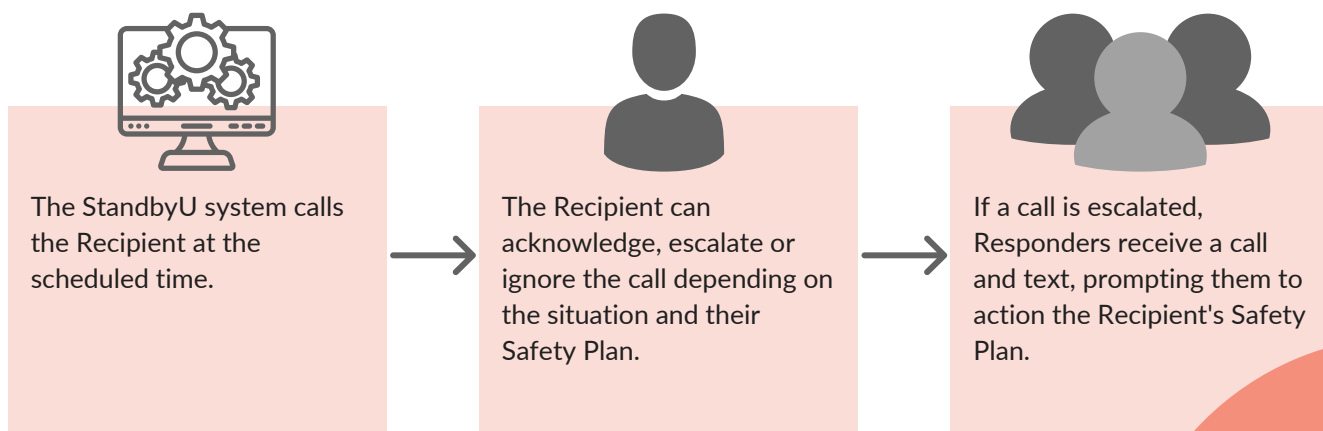 The StandbyU system calls
the Recipient at the
scheduled time.
The Recipient can
acknowledge, escalate or
ignore the call depending on
the situation and their
Safety Plan.
If a call is escalated,
Responders receive a call
and text, prompting them to
action the Recipient's Safety
Plan.